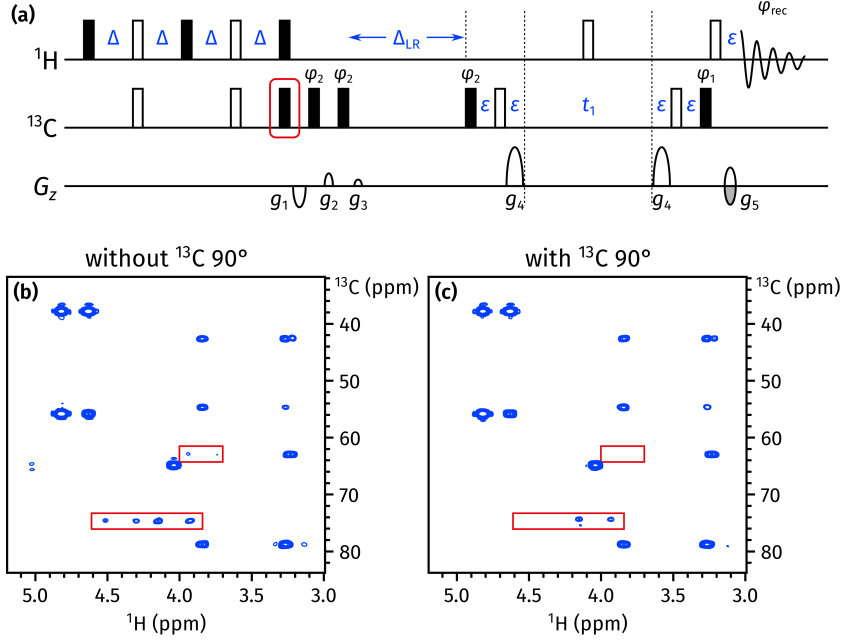 (a)
φrec
¹H Δ Δ Δ ΔLR ε
φ₂ φ₂ φ₂ φ₁
¹³C ε ε t₁ ε ε
Gz g₁ g₂ g₃ g₄ g₄ g₅
without ¹³C 90° with ¹³C 90°
(b) ¹³C (ppm) (c) ¹³C (ppm)
40 40
50 50
60 60
70 70
80 80
5.0 4.5 4.0 3.5 3.0 5.0 4.5 4.0 3.5 3.0
¹H (ppm) ¹H (ppm)